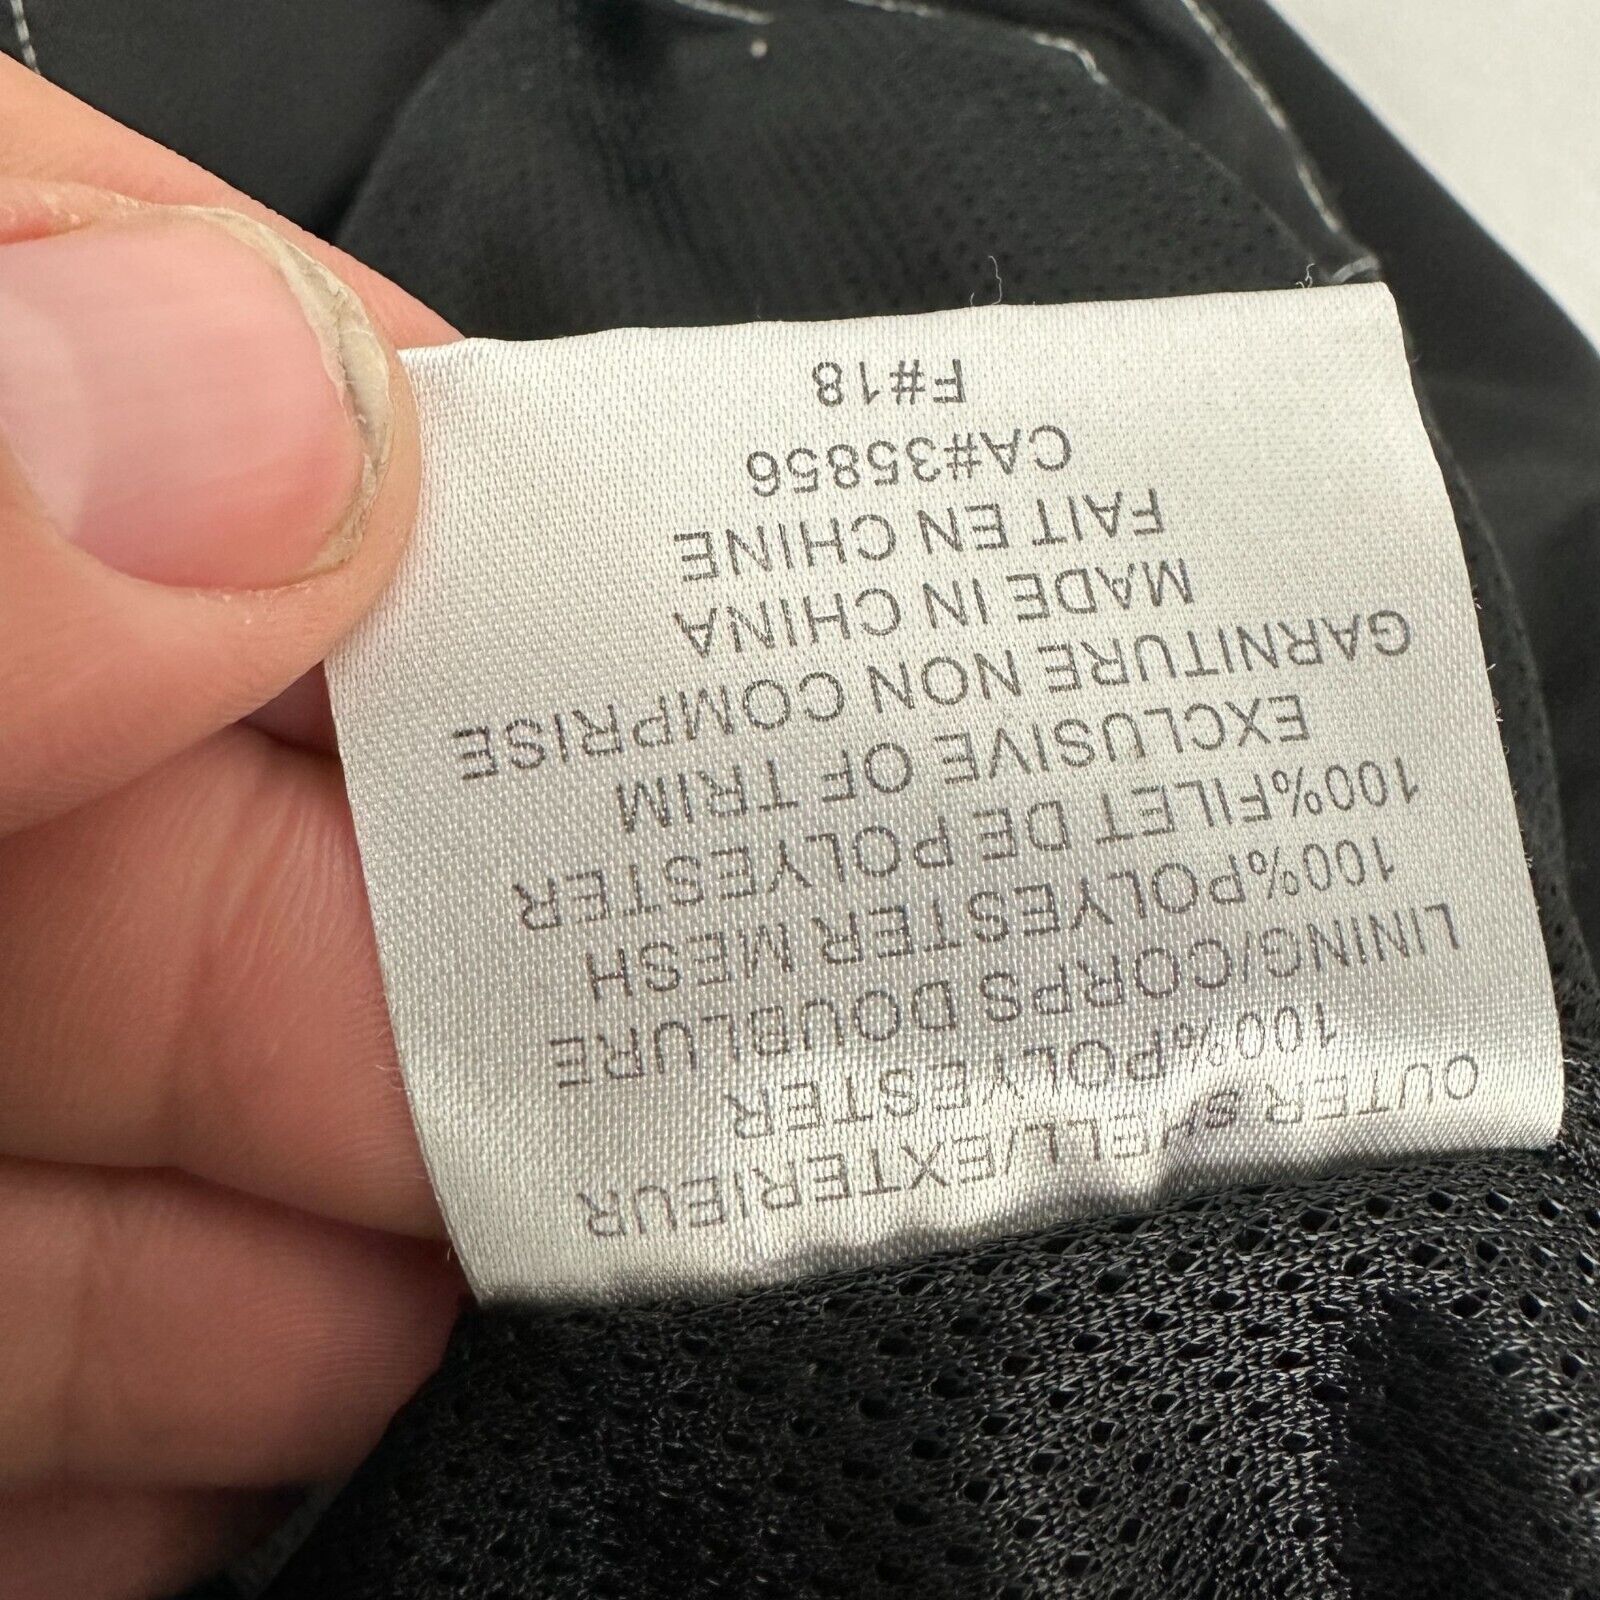 OUTER SHELL/EXTERIEUR
100%POLYESTER
LINING/CORPS DOUBLURE
100%POLYESTER MESH
100%FILET DE POLYESTER
EXCLUSIVE OF TRIM
GARNITURE NON COMPRISE
MADE IN CHINA
FAIT EN CHINE
CA#35856
F#18